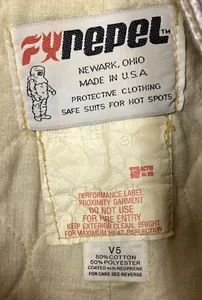 FYREPEL™
NEWARK, OHIO
MADE IN U.S.A.
PROTECTIVE CLOTHING
SAFE SUITS FOR HOT SPOTS
PERFORMANCE LABEL
PROXIMITY GARMENT
DO NOT USE
FOR FIRE ENTRY
KEEP EXTERIOR CLEAN, BRIGHT
FOR MAXIMUM HEAT REFLECTION
V5
50% COTTON
50% POLYESTER
COATED with NEOPRENE
FOR CARE SEE REVERSE